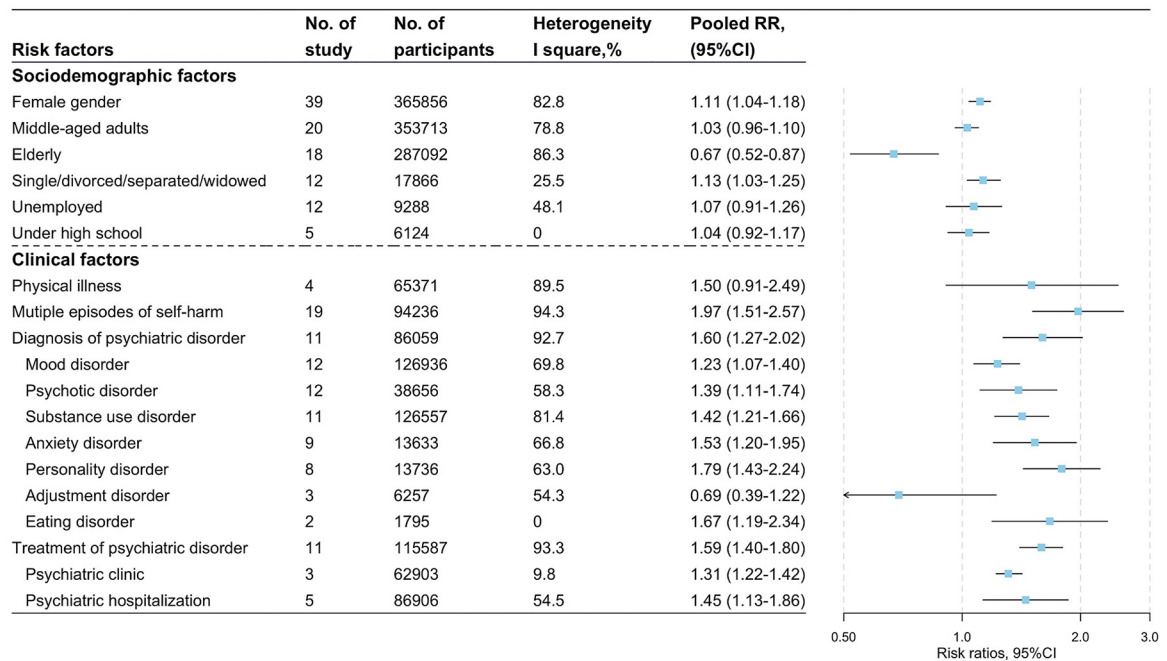 Risk factors No. of study No. of participants Heterogeneity I square,% Pooled RR, (95%CI)
Sociodemographic factors
Female gender 39 365856 82.8 1.11 (1.04-1.18)
Middle-aged adults 20 353713 78.8 1.03 (0.96-1.10)
Elderly 18 287092 86.3 0.67 (0.52-0.87)
Single/divorced/separated/widowed 12 17866 25.5 1.13 (1.03-1.25)
Unemployed 12 9288 48.1 1.07 (0.91-1.26)
Under high school 5 6124 0 1.04 (0.92-1.17)
Clinical factors
Physical illness 4 65371 89.5 1.50 (0.91-2.49)
Mutiple episodes of self-harm 19 94236 94.3 1.97 (1.51-2.57)
Diagnosis of psychiatric disorder 11 86059 92.7 1.60 (1.27-2.02)
Mood disorder 12 126936 69.8 1.23 (1.07-1.40)
Psychotic disorder 12 38656 58.3 1.39 (1.11-1.74)
Substance use disorder 11 126557 81.4 1.42 (1.21-1.66)
Anxiety disorder 9 13633 66.8 1.53 (1.20-1.95)
Personality disorder 8 13736 63.0 1.79 (1.43-2.24)
Adjustment disorder 3 6257 54.3 0.69 (0.39-1.22)
Eating disorder 2 1795 0 1.67 (1.19-2.34)
Treatment of psychiatric disorder 11 115587 93.3 1.59 (1.40-1.80)
Psychiatric clinic 3 62903 9.8 1.31 (1.22-1.42)
Psychiatric hospitalization 5 86906 54.5 1.45 (1.13-1.86)
0.50 1.0 2.0 3.0
Risk ratios, 95%CI